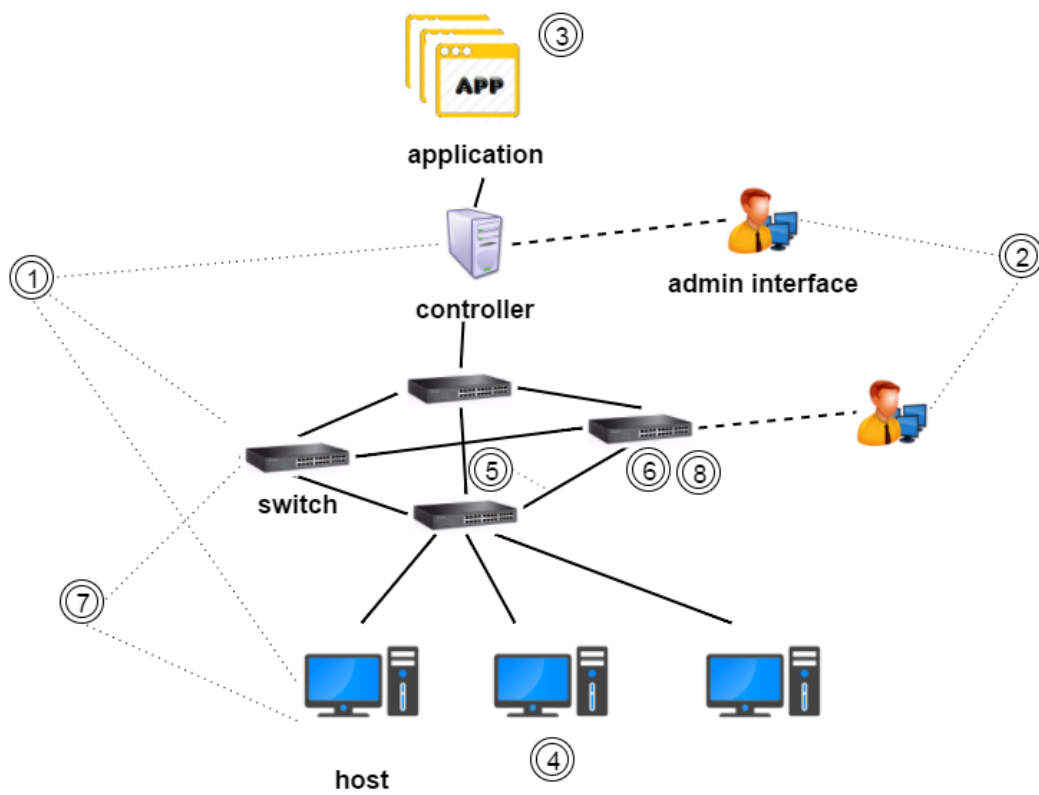 3
APP
application
1
2
admin interface
controller
5
6
8
switch
7
4
host